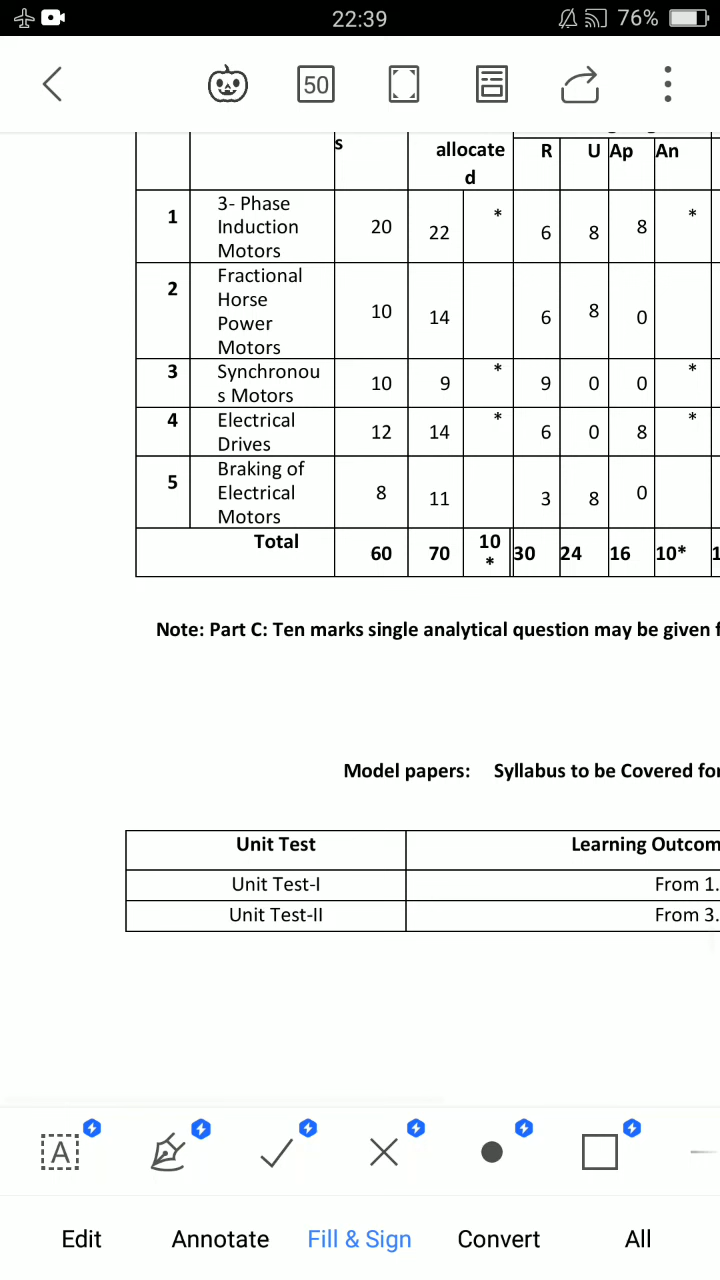 22:39 76%
50
s allocate R U Ap An
d
1 3- Phase 20 22 * 6 8 8 *
Induction
Motors
2 Fractional 10 14 6 8 0
Horse
Power
Motors
3 Synchronou 10 9 * 9 0 0 *
s Motors
4 Electrical 12 14 * 6 0 8 *
Drives
5 Braking of 8 11 3 8 0
Electrical
Motors
Total 60 70 10 30 24 16 10* 1
*
Note: Part C: Ten marks single analytical question may be given f
Model papers: Syllabus to be Covered for
Unit Test Learning Outcom
Unit Test-I From 1.
Unit Test-II From 3.
A
Edit Annotate Fill & Sign Convert All